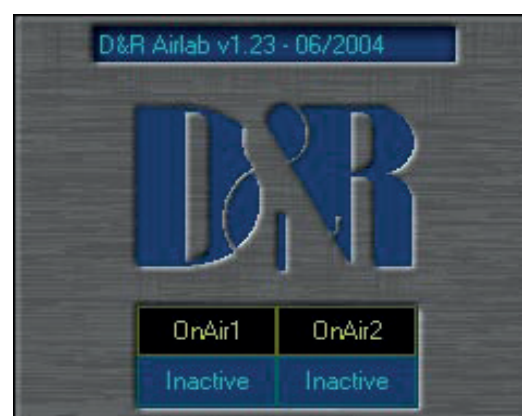 D&R Airlab v1.23 - 06/2004
D&R
OnAir1 OnAir2
Inactive Inactive